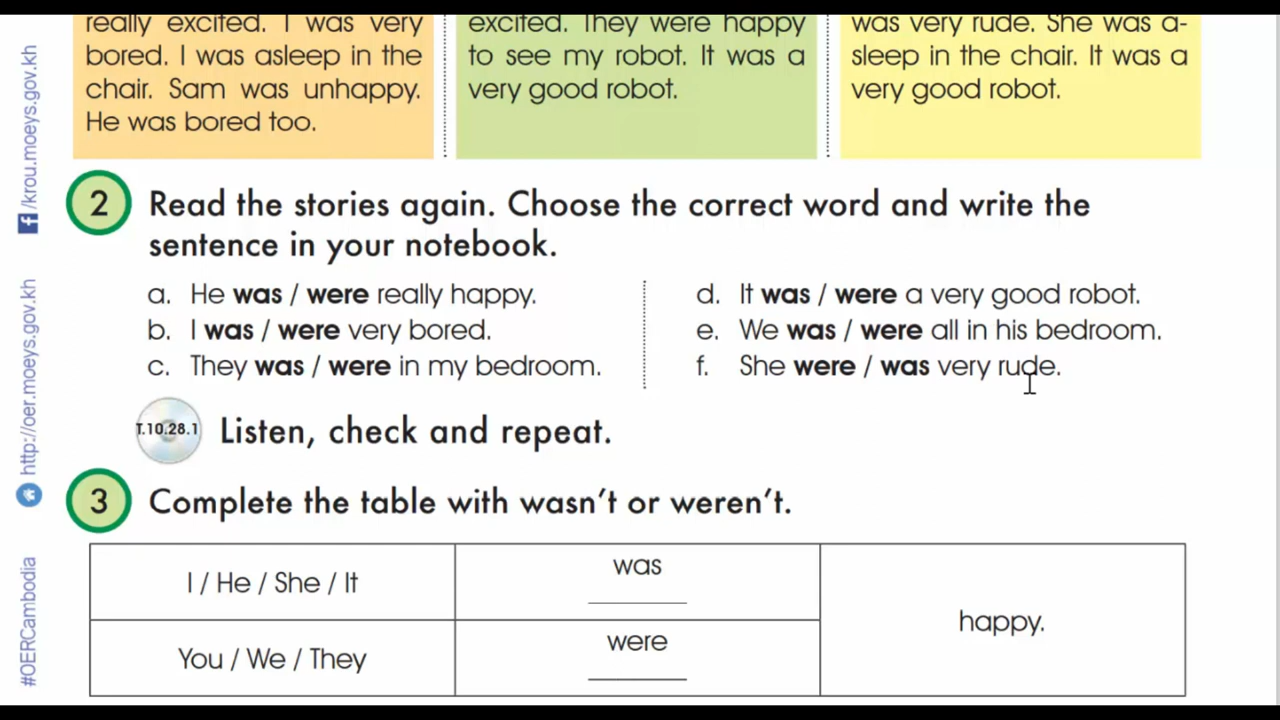 really excited. I was very
bored. I was asleep in the
chair. Sam was unhappy.
He was bored too.
excited. They were happy
to see my robot. It was a
very good robot.
was very rude. She was a-
sleep in the chair. It was a
very good robot.
2 Read the stories again. Choose the correct word and write the
sentence in your notebook.
a. He was / were really happy.
b. I was / were very bored.
c. They was / were in my bedroom.
d. It was / were a very good robot.
e. We was / were all in his bedroom.
f. She were / was very rude.
T.10.28.1 Listen, check and repeat.
3 Complete the table with wasn't or weren't.
I / He / She / It
was
You / We / They
were
happy.
/krou.moeys.gov.kh
http://oer.moeys.gov.kh
#OERCambodia